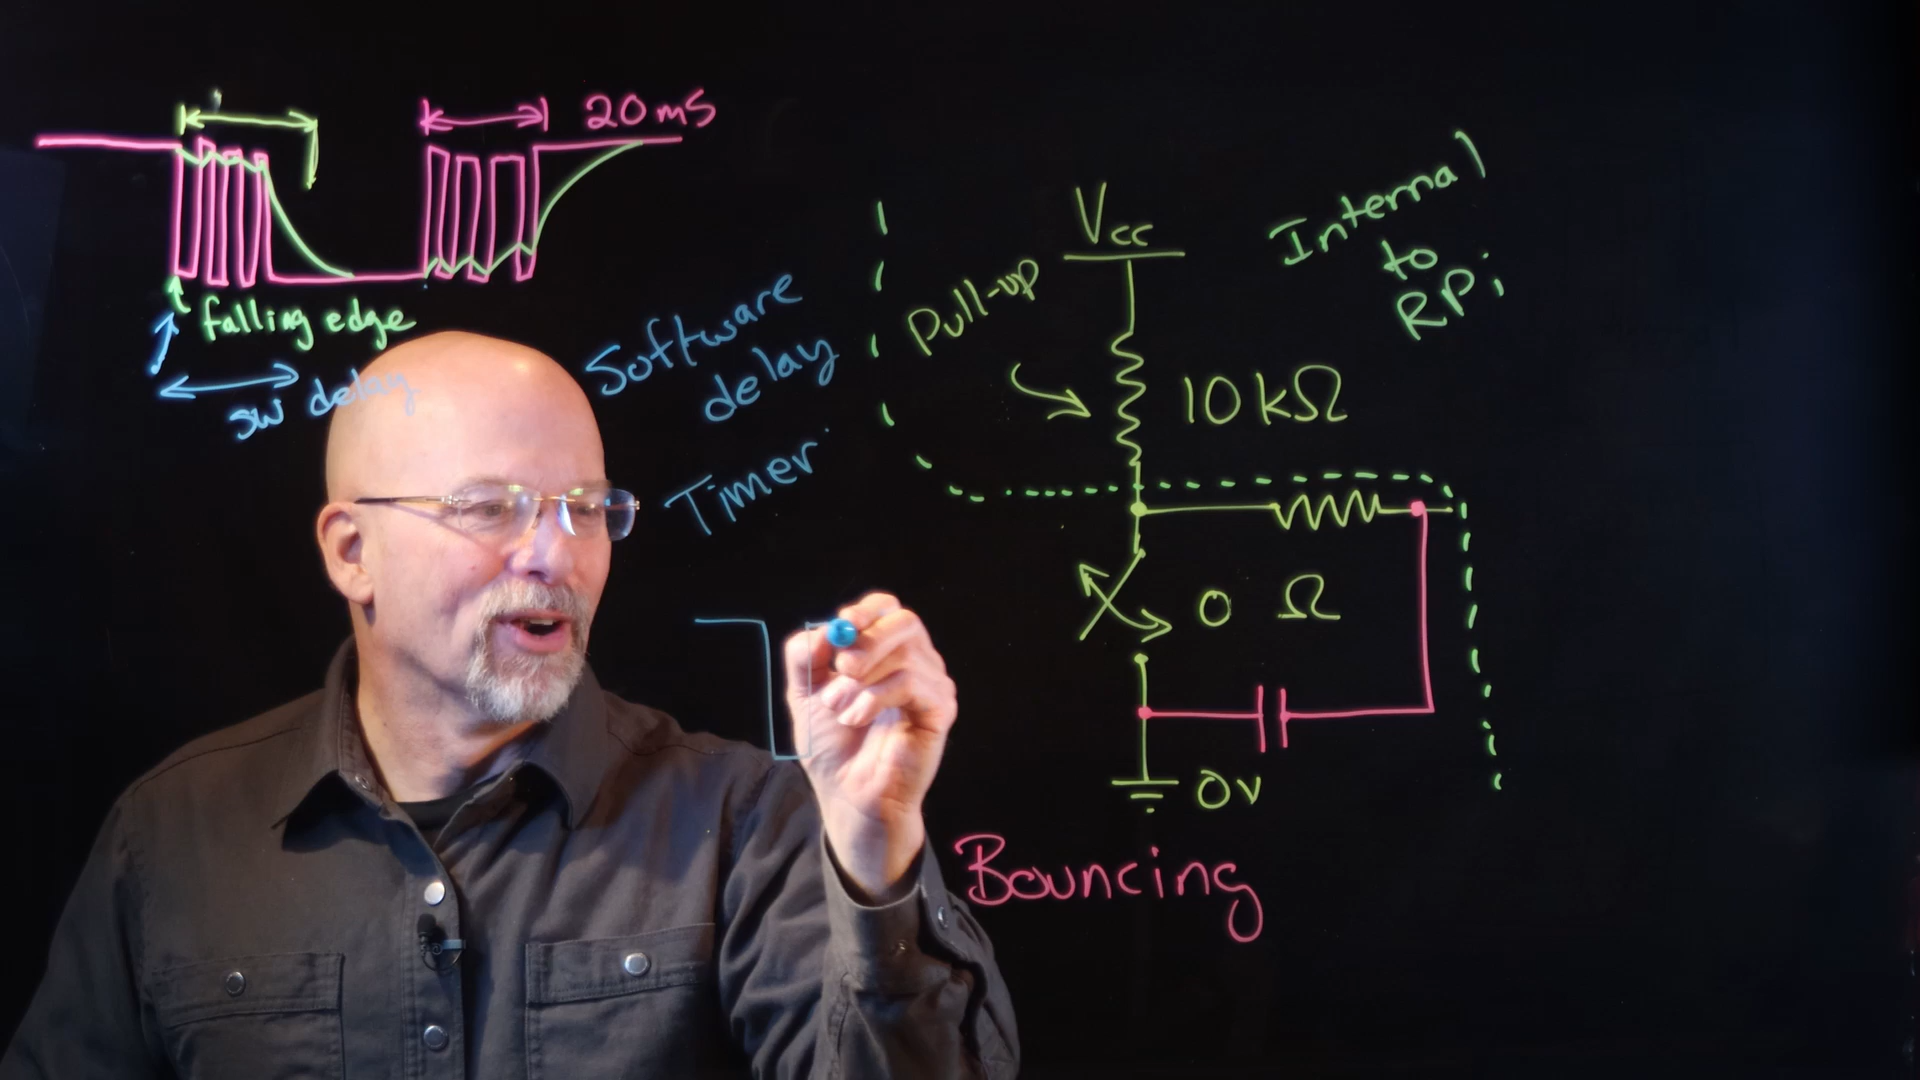 20 mS
falling edge
sw delay
Software
delay
Timer
Pull-up
Vcc
Internal
to
RPi
10 kΩ
0 Ω
0v
Bouncing